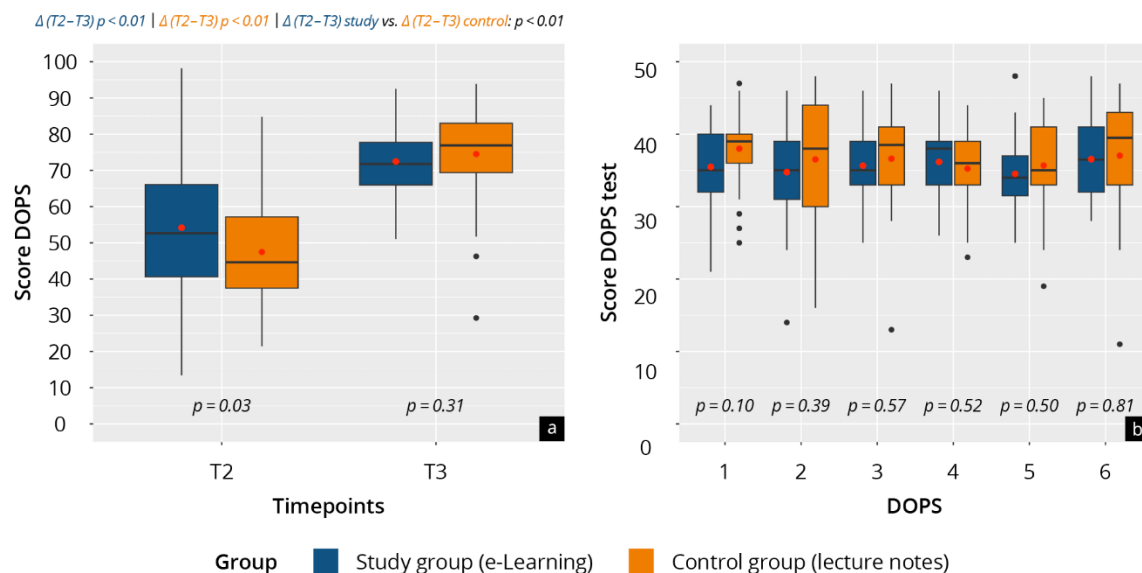 Δ (T2–T3) p < 0.01 | Δ (T2–T3) p < 0.01 | Δ (T2–T3) study vs. Δ (T2–T3) control: p < 0.01
Score DOPS
100
90
80
70
60
50
40
30
20
10
0
p = 0.03
p = 0.31
a
T2
T3
Timepoints
Score DOPS test
50
40
30
20
10
0
p = 0.10
p = 0.39
p = 0.57
p = 0.52
p = 0.50
p = 0.81
b
1
2
3
4
5
6
DOPS
Group
Study group (e-Learning)
Control group (lecture notes)